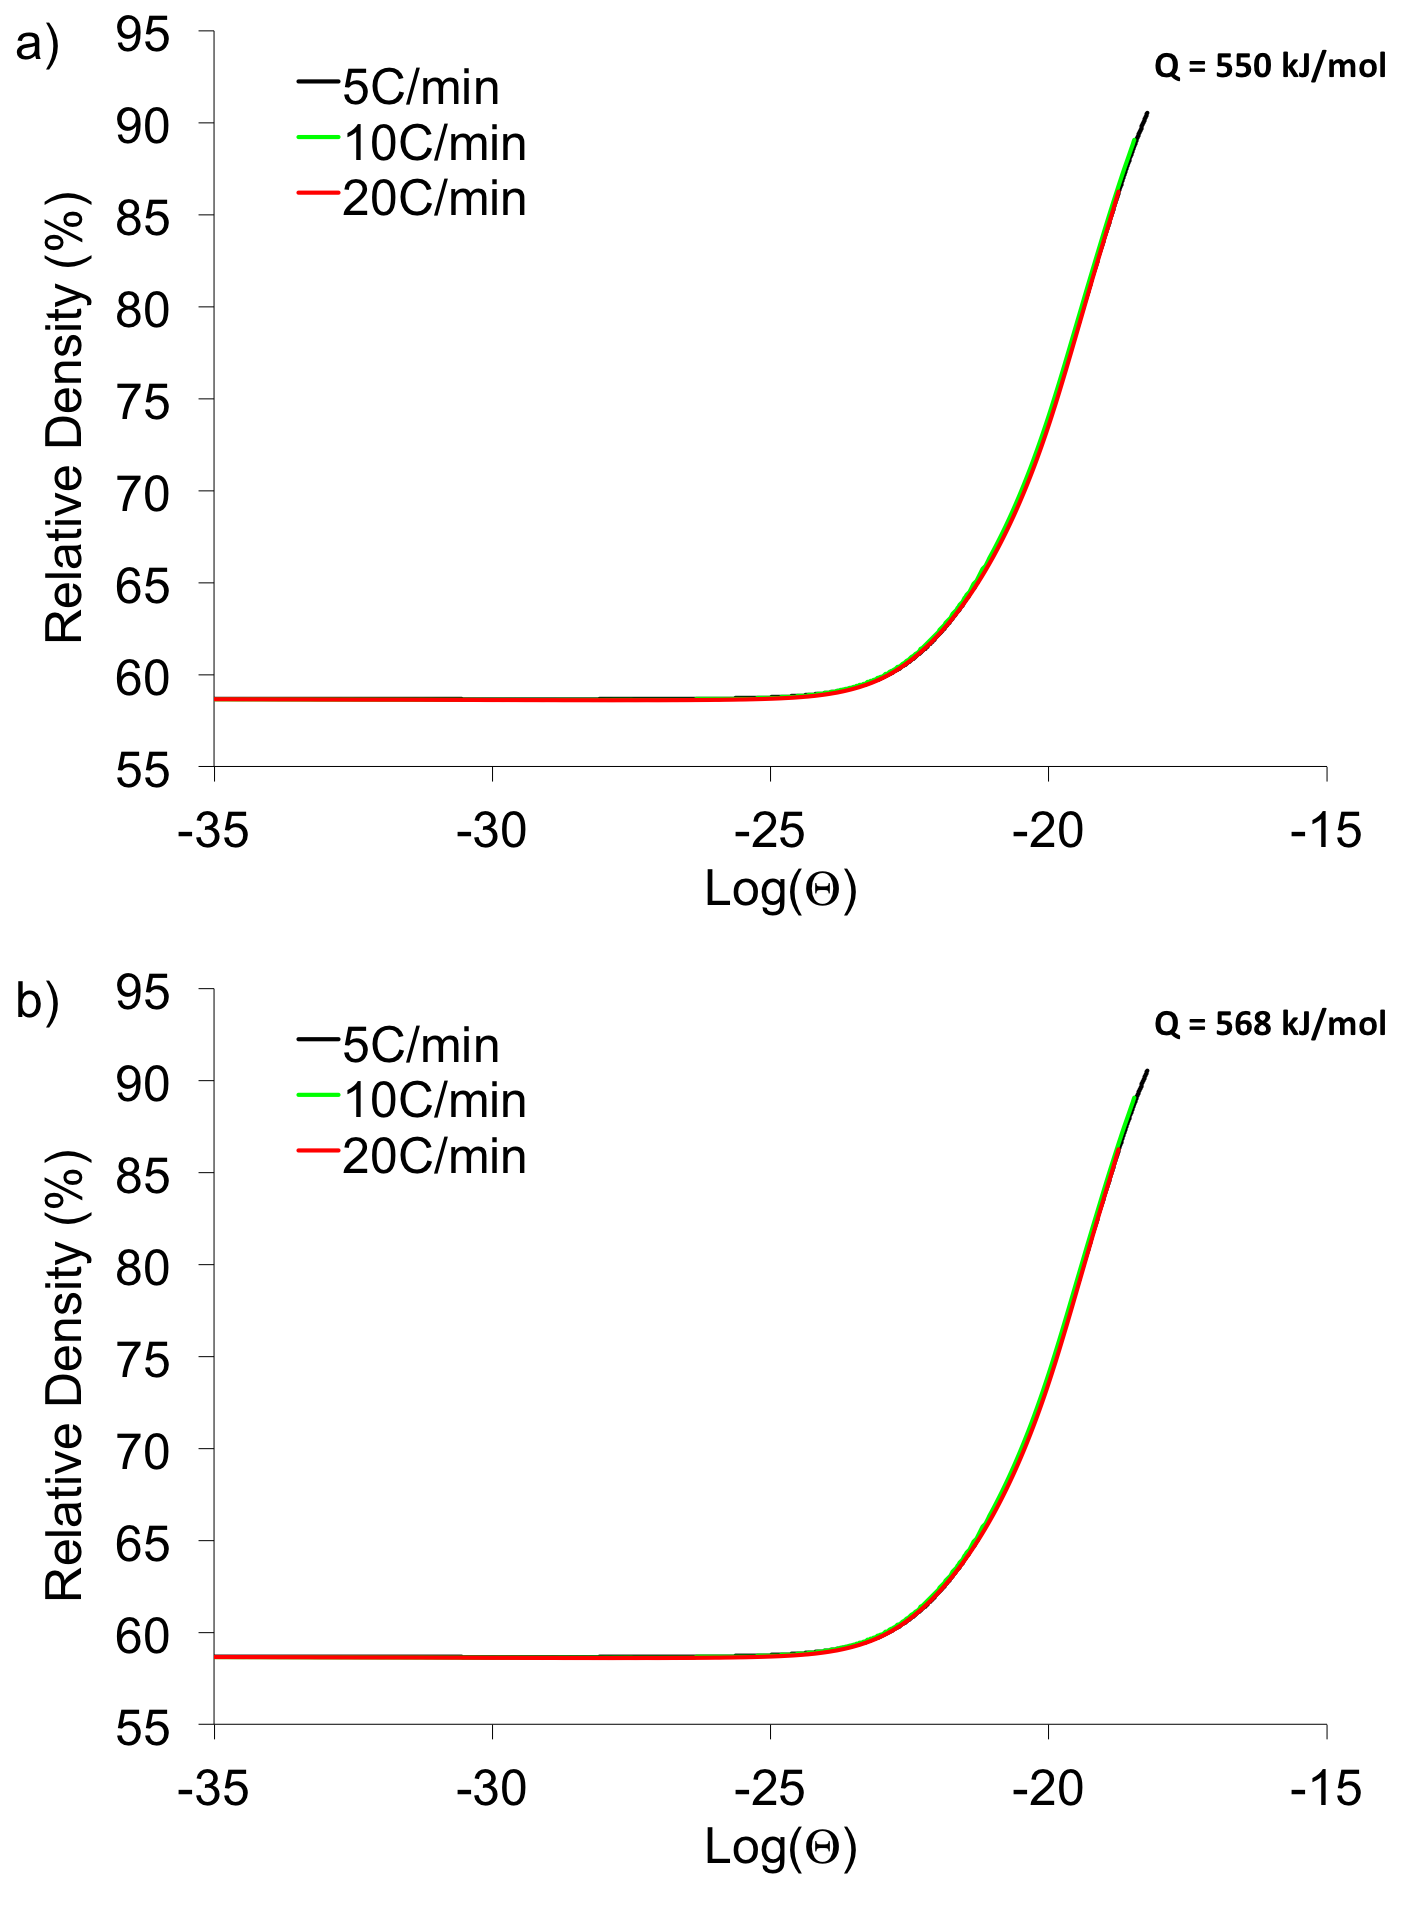 a)
95
90
85
80
75
70
65
60
55
Relative Density (%)
5C/min
10C/min
20C/min
Q = 550 kJ/mol
-35 -30 -25 -20 -15
Log(Θ)
b)
95
90
85
80
75
70
65
60
55
Relative Density (%)
5C/min
10C/min
20C/min
Q = 568 kJ/mol
-35 -30 -25 -20 -15
Log(Θ)